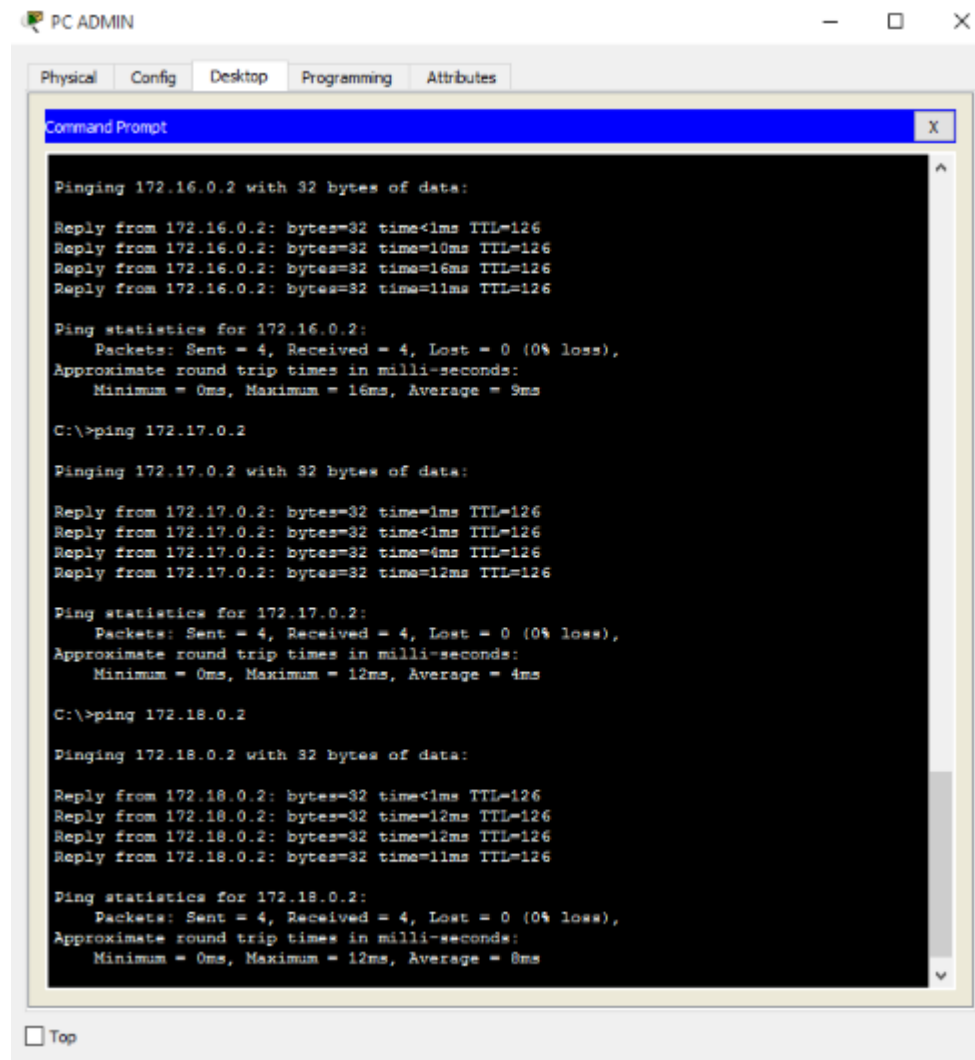 PC ADMIN
Physical Config Desktop Programming Attributes
Command Prompt X
Pinging 172.16.0.2 with 32 bytes of data:
Reply from 172.16.0.2: bytes=32 time<1ms TTL=126
Reply from 172.16.0.2: bytes=32 time=10ms TTL=126
Reply from 172.16.0.2: bytes=32 time=16ms TTL=126
Reply from 172.16.0.2: bytes=32 time=11ms TTL=126
Ping statistics for 172.16.0.2:
Packets: Sent = 4, Received = 4, Lost = 0 (0% loss),
Approximate round trip times in milli-seconds:
Minimum = 0ms, Maximum = 16ms, Average = 9ms
C:\>ping 172.17.0.2
Pinging 172.17.0.2 with 32 bytes of data:
Reply from 172.17.0.2: bytes=32 time=1ms TTL=126
Reply from 172.17.0.2: bytes=32 time<1ms TTL=126
Reply from 172.17.0.2: bytes=32 time=4ms TTL=126
Reply from 172.17.0.2: bytes=32 time=12ms TTL=126
Ping statistics for 172.17.0.2:
Packets: Sent = 4, Received = 4, Lost = 0 (0% loss),
Approximate round trip times in milli-seconds:
Minimum = 0ms, Maximum = 12ms, Average = 4ms
C:\>ping 172.18.0.2
Pinging 172.18.0.2 with 32 bytes of data:
Reply from 172.18.0.2: bytes=32 time<1ms TTL=126
Reply from 172.18.0.2: bytes=32 time=12ms TTL=126
Reply from 172.18.0.2: bytes=32 time=12ms TTL=126
Reply from 172.18.0.2: bytes=32 time=11ms TTL=126
Ping statistics for 172.18.0.2:
Packets: Sent = 4, Received = 4, Lost = 0 (0% loss),
Approximate round trip times in milli-seconds:
Minimum = 0ms, Maximum = 12ms, Average = 8ms
Top